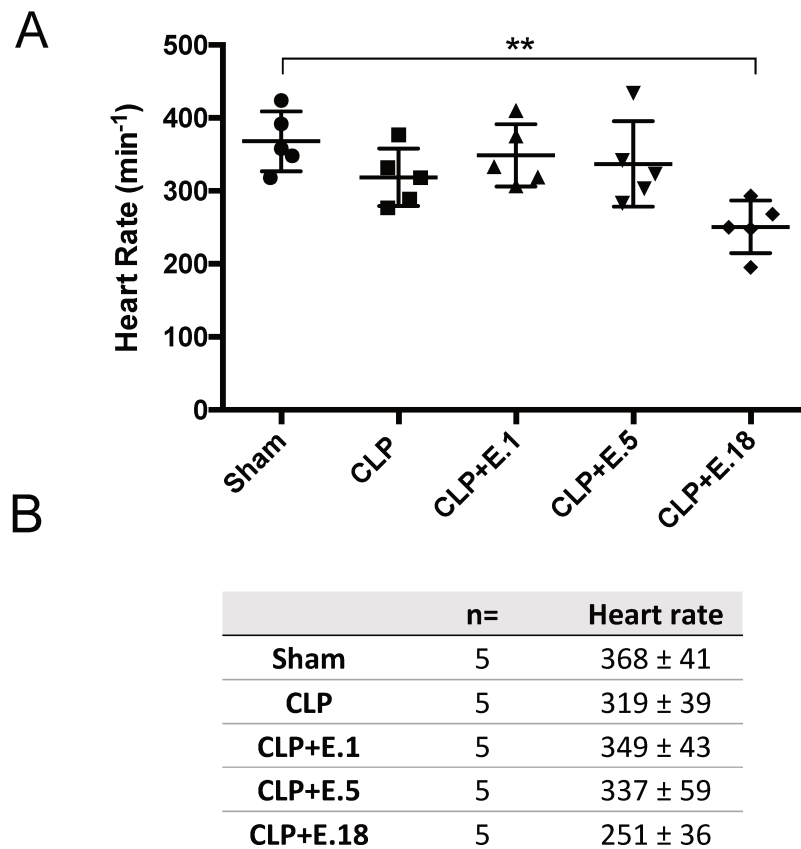 A
**
500
400
300
200
100
0
Heart Rate (min⁻¹)
Sham
CLP
CLP+E.1
CLP+E.5
CLP+E.18
B
n= Heart rate
Sham 5 368 ± 41
CLP 5 319 ± 39
CLP+E.1 5 349 ± 43
CLP+E.5 5 337 ± 59
CLP+E.18 5 251 ± 36